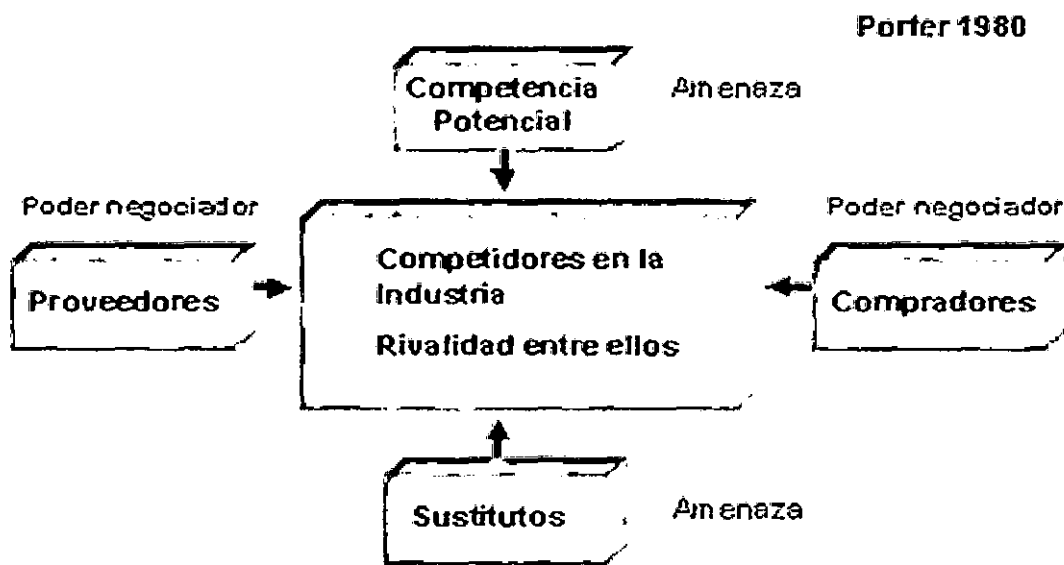 Porter 1980
Competencia
Potencial
Amenaza
Poder negociador
Poder negociador
Proveedores
Competidores en la
Industria
Rivalidad entre ellos
Compradores
Sustitutos
Amenaza